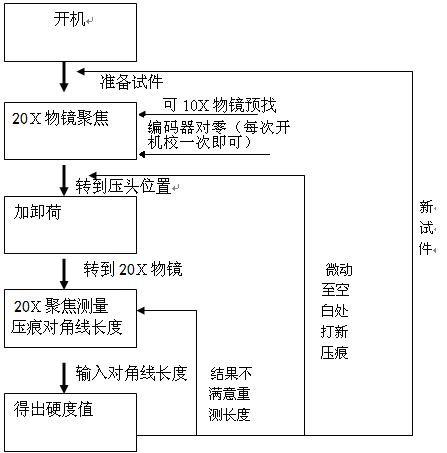 开机
准备试件
可 10X 物镜预找
20X 物镜聚焦
编码器对零（每次开
机校一次即可）
转到压头位置
加卸荷
新
试
件
转到 20X 物镜
微动
至空
白处
打新
压痕
20X 聚焦测量
压痕对角线长度
输入对角线长度
结果不
满意重
测长度
得出硬度值